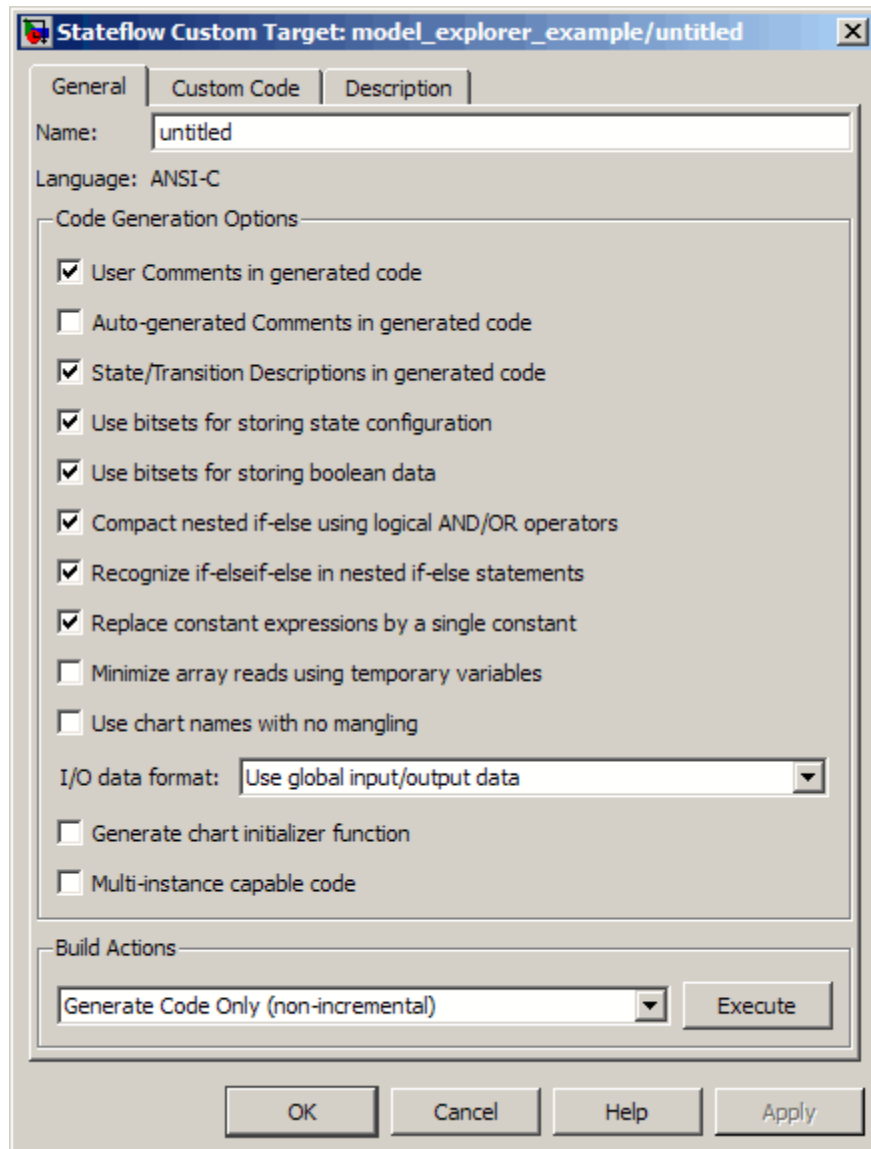 Stateflow Custom Target: model_explorer_example/untitled
General Custom Code Description
Name: untitled
Language: ANSI-C
Code Generation Options
User Comments in generated code
Auto-generated Comments in generated code
State/Transition Descriptions in generated code
Use bitsets for storing state configuration
Use bitsets for storing boolean data
Compact nested if-else using logical AND/OR operators
Recognize if-elseif-else in nested if-else statements
Replace constant expressions by a single constant
Minimize array reads using temporary variables
Use chart names with no mangling
I/O data format: Use global input/output data
Generate chart initializer function
Multi-instance capable code
Build Actions
Generate Code Only (non-incremental) Execute
OK Cancel Help Apply